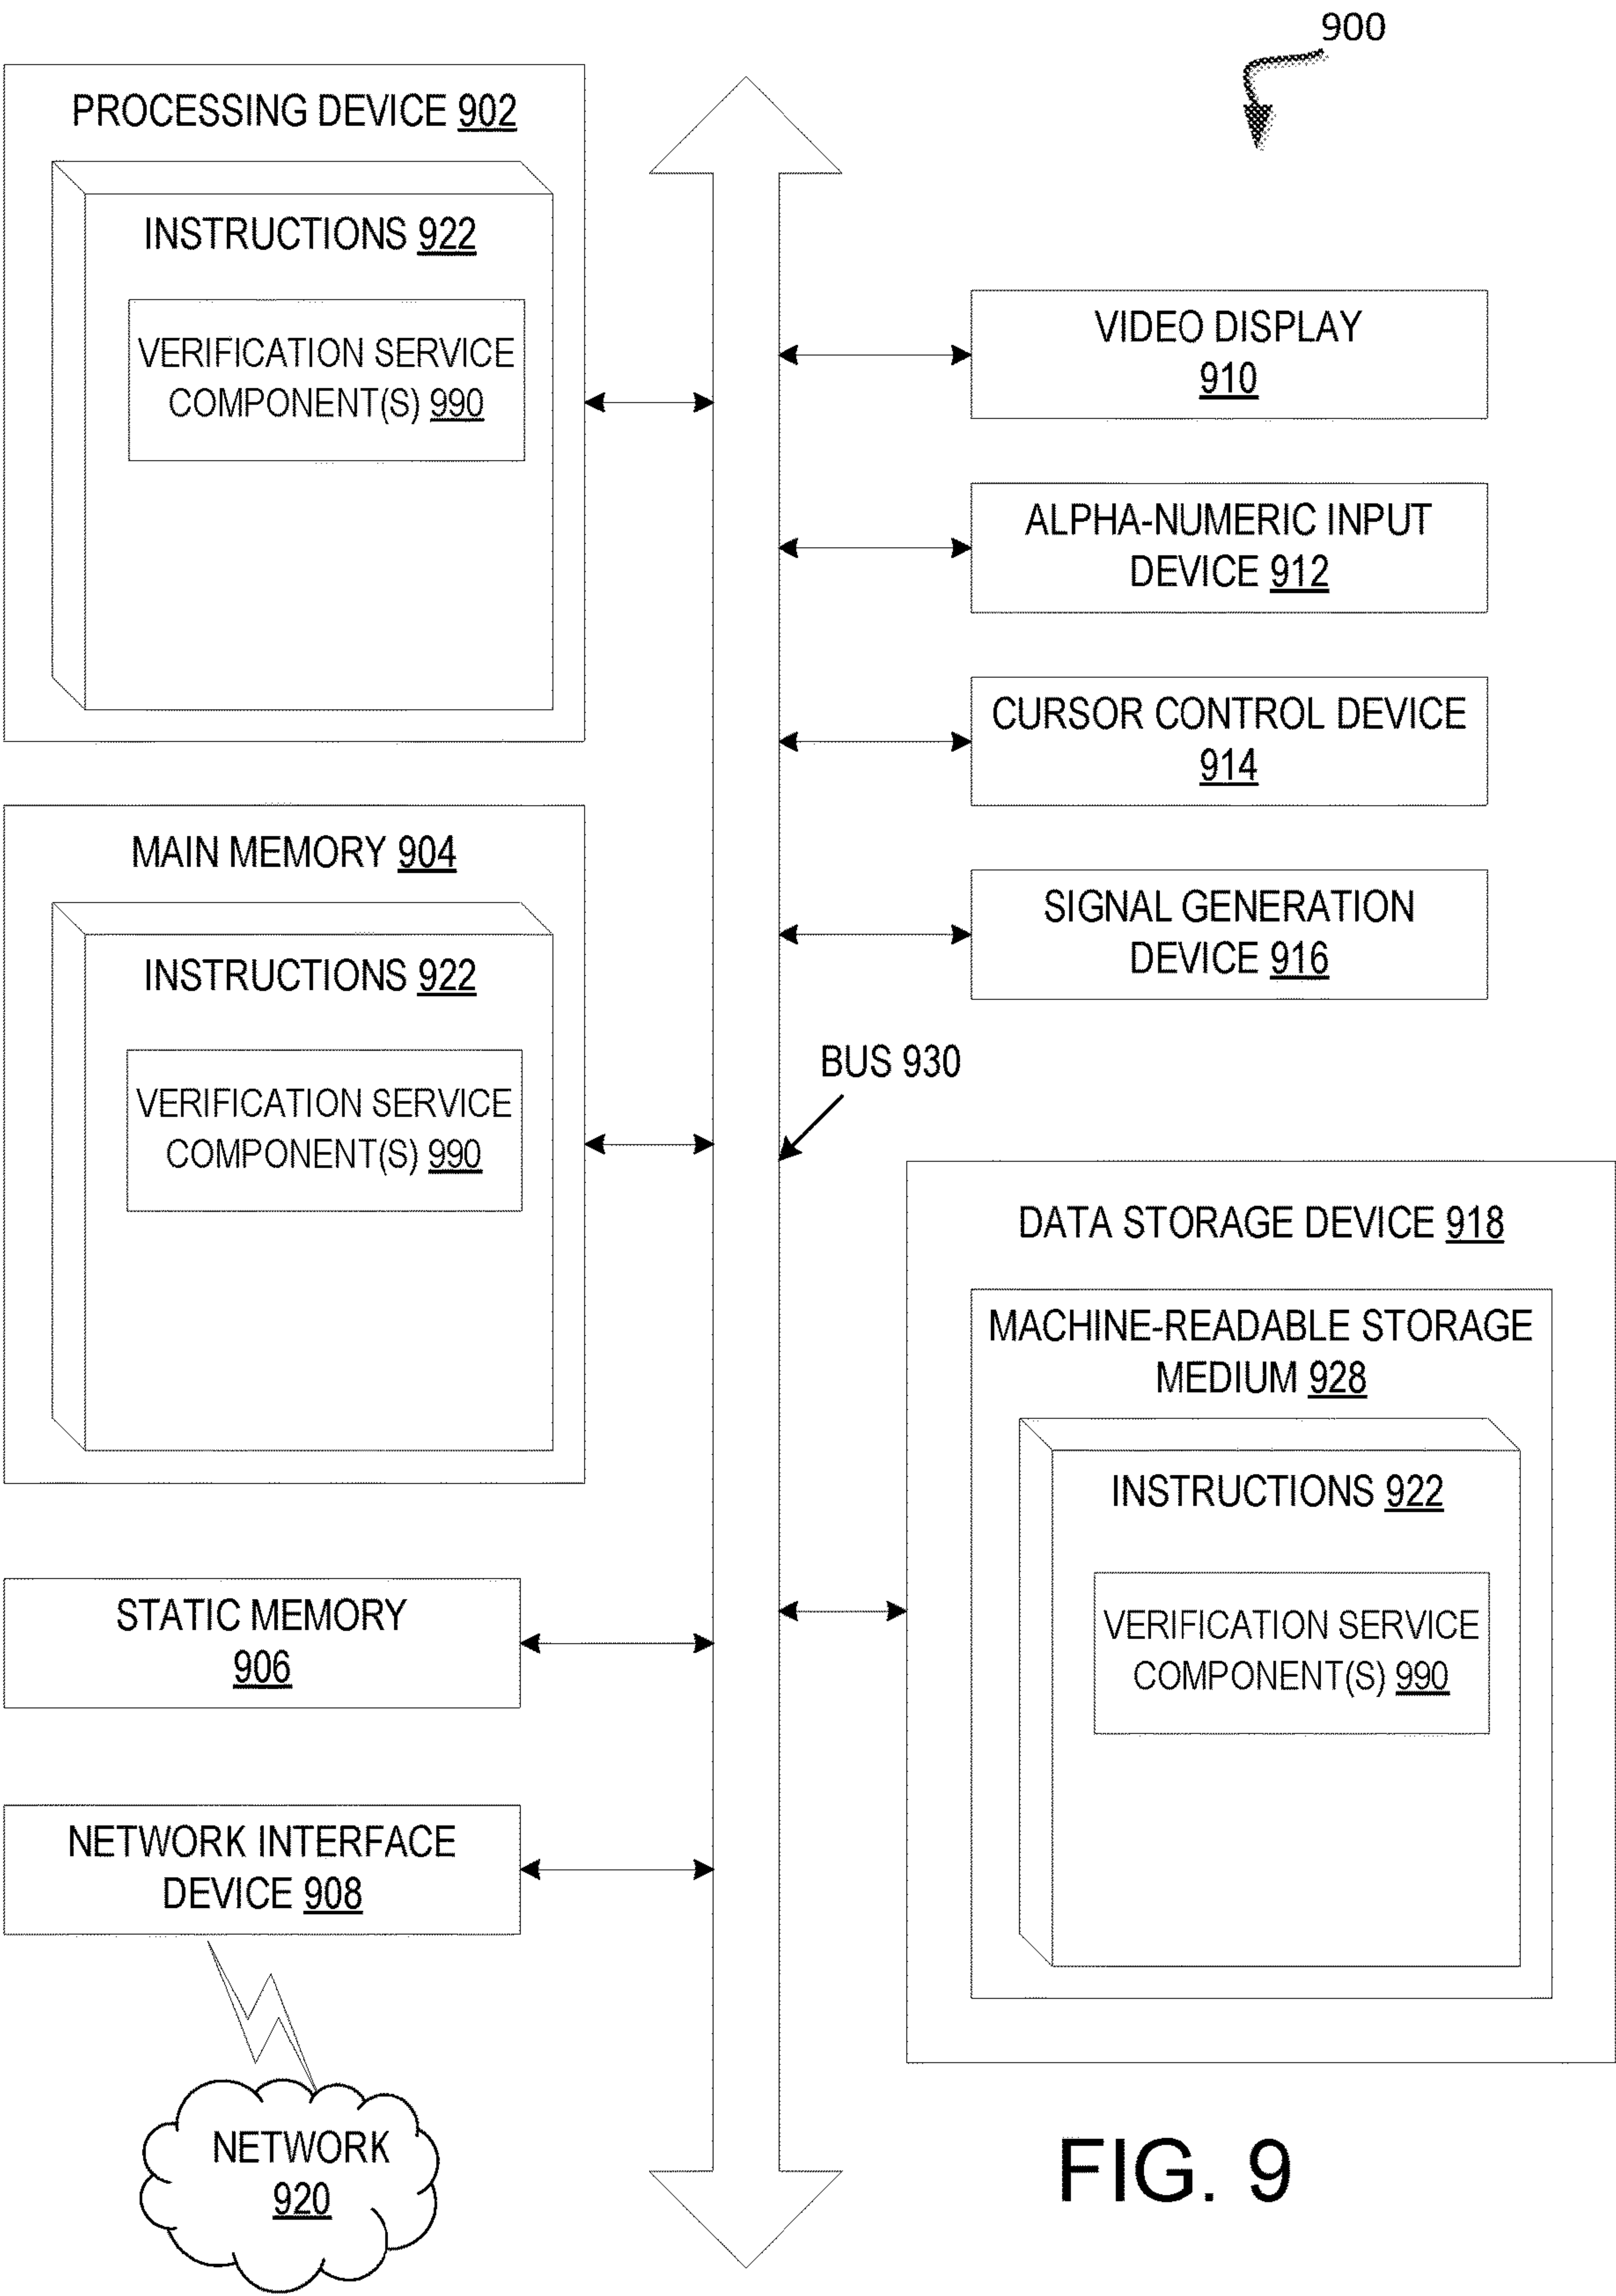 900
PROCESSING DEVICE 902
INSTRUCTIONS 922
VERIFICATION SERVICE
COMPONENT(S) 990
MAIN MEMORY 904
INSTRUCTIONS 922
VERIFICATION SERVICE
COMPONENT(S) 990
STATIC MEMORY
906
NETWORK INTERFACE
DEVICE 908
NETWORK
920
VIDEO DISPLAY
910
ALPHA-NUMERIC INPUT
DEVICE 912
CURSOR CONTROL DEVICE
914
SIGNAL GENERATION
DEVICE 916
BUS 930
DATA STORAGE DEVICE 918
MACHINE-READABLE STORAGE
MEDIUM 928
INSTRUCTIONS 922
VERIFICATION SERVICE
COMPONENT(S) 990
FIG. 9